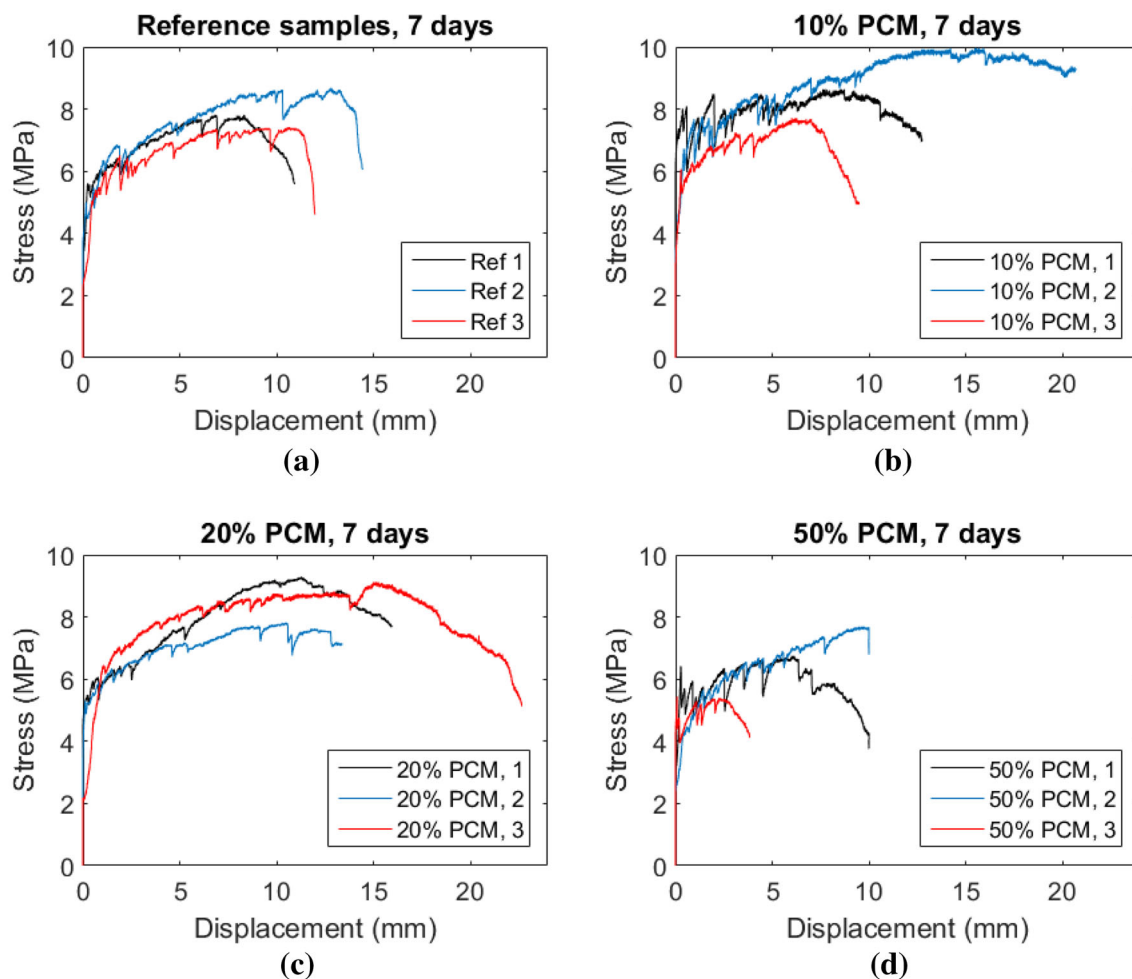 Reference samples, 7 days
10
8
6
4
2
0
Stress (MPa)
Ref 1
Ref 2
Ref 3
0 5 10 15 20
Displacement (mm)
(a)
10% PCM, 7 days
10
8
6
4
2
0
Stress (MPa)
10% PCM, 1
10% PCM, 2
10% PCM, 3
0 5 10 15 20
Displacement (mm)
(b)
20% PCM, 7 days
10
8
6
4
2
0
Stress (MPa)
20% PCM, 1
20% PCM, 2
20% PCM, 3
0 5 10 15 20
Displacement (mm)
(c)
50% PCM, 7 days
10
8
6
4
2
0
Stress (MPa)
50% PCM, 1
50% PCM, 2
50% PCM, 3
0 5 10 15 20
Displacement (mm)
(d)